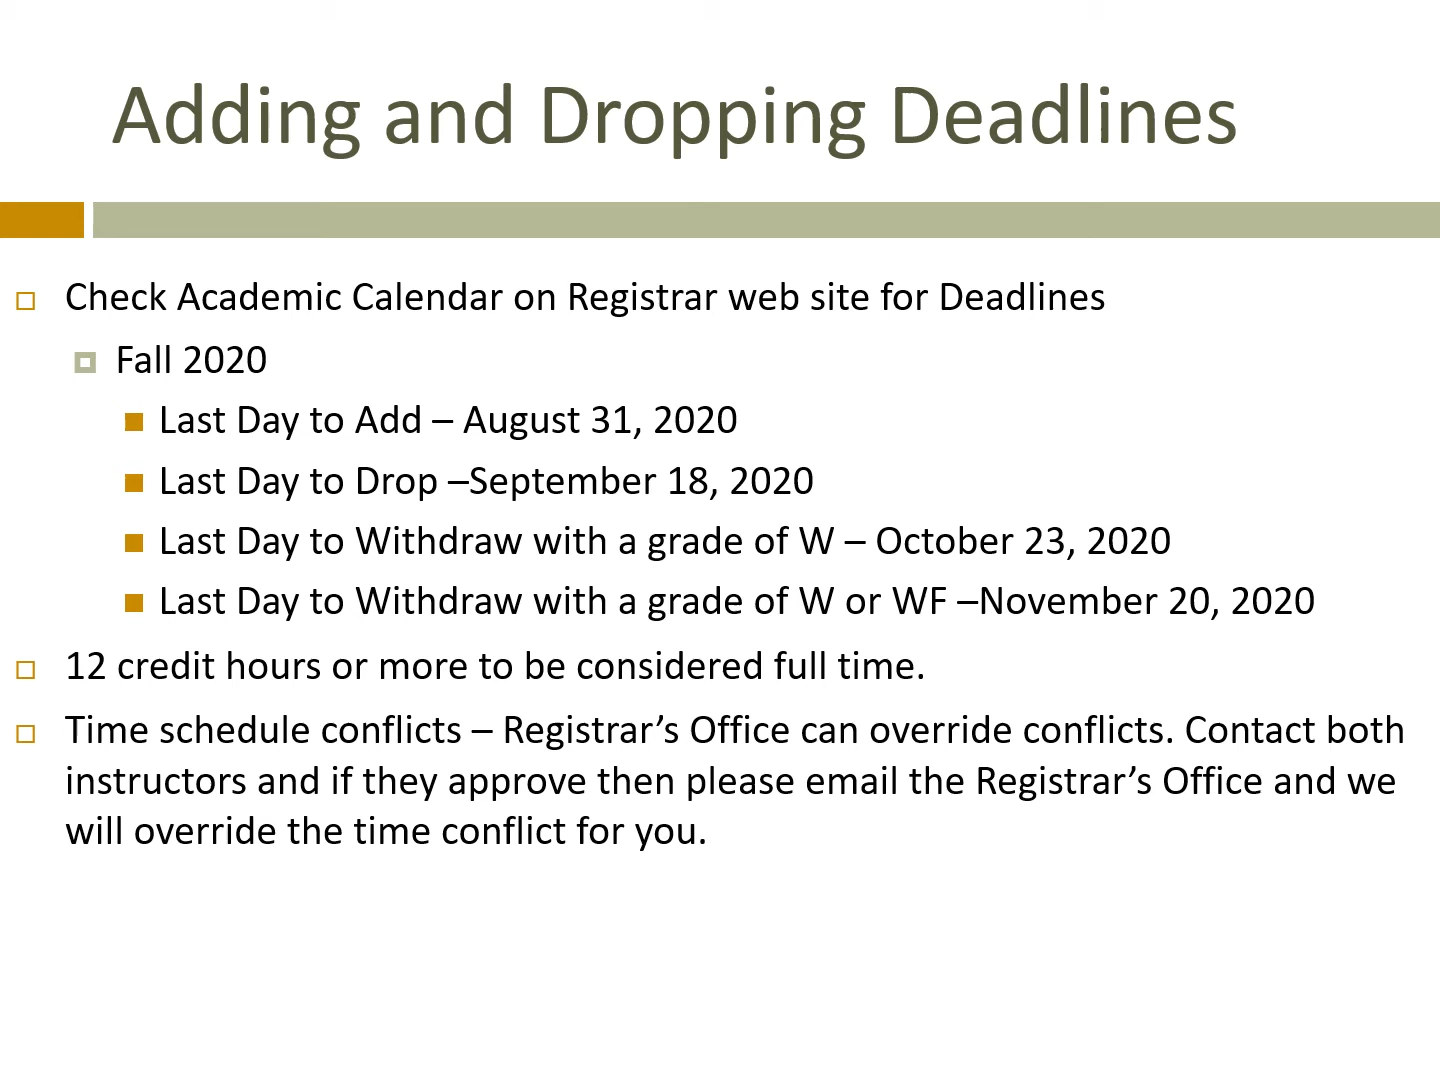 Adding and Dropping Deadlines
Check Academic Calendar on Registrar web site for Deadlines
Fall 2020
Last Day to Add – August 31, 2020
Last Day to Drop –September 18, 2020
Last Day to Withdraw with a grade of W – October 23, 2020
Last Day to Withdraw with a grade of W or WF –November 20, 2020
12 credit hours or more to be considered full time.
Time schedule conflicts – Registrar’s Office can override conflicts. Contact both
instructors and if they approve then please email the Registrar’s Office and we
will override the time conflict for you.